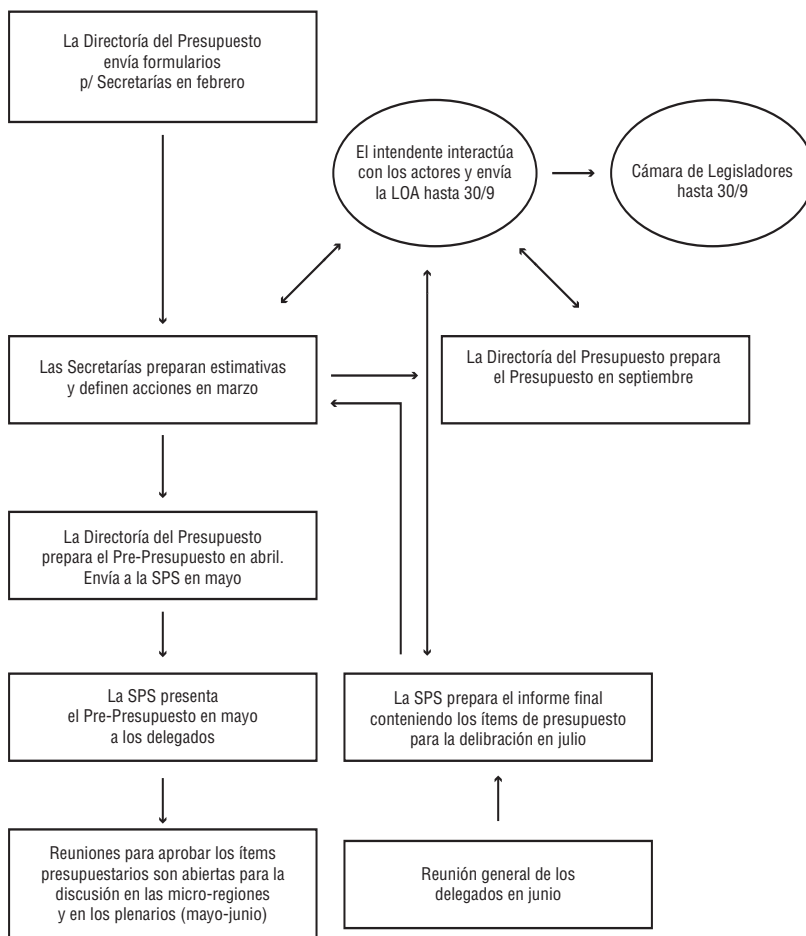 La Directoría del Presupuesto
envía formularios
p/ Secretarías en febrero
El intendente interactúa
con los actores y envía
la LOA hasta 30/9
Cámara de Legisladores
hasta 30/9
Las Secretarías preparan estimativas
y definen acciones en marzo
La Directoría del Presupuesto prepara
el Presupuesto en septiembre
La Directoría del Presupuesto
prepara el Pre-Presupuesto en abril.
Envía a la SPS en mayo
La SPS presenta
el Pre-Presupuesto en mayo
a los delegados
La SPS prepara el informe final
conteniendo los ítems de presupuesto
para la delibración en julio
Reuniones para aprobar los ítems
presupuestarios son abiertas para la
discusión en las micro-regiones
y en los plenarios (mayo-junio)
Reunión general de los
delegados en junio